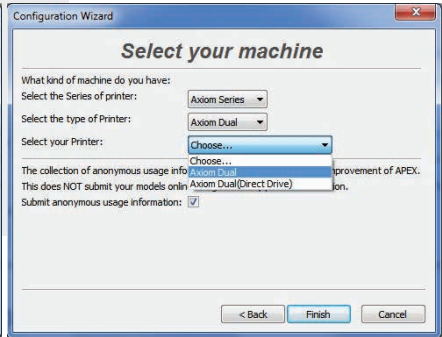 Configuration Wizard
Select your machine
What kind of machine do you have:
Select the Series of printer:
Axiom Series
Select the type of Printer:
Axiom Dual
Select your Printer:
Choose...
Choose...
Axiom Dual
Axiom Dual(Direct Drive)
The collection of anonymous usage info provement of APEX.
This does NOT submit your models onlin ion.
Submit anonymous usage information:
< Back
Finish
Cancel